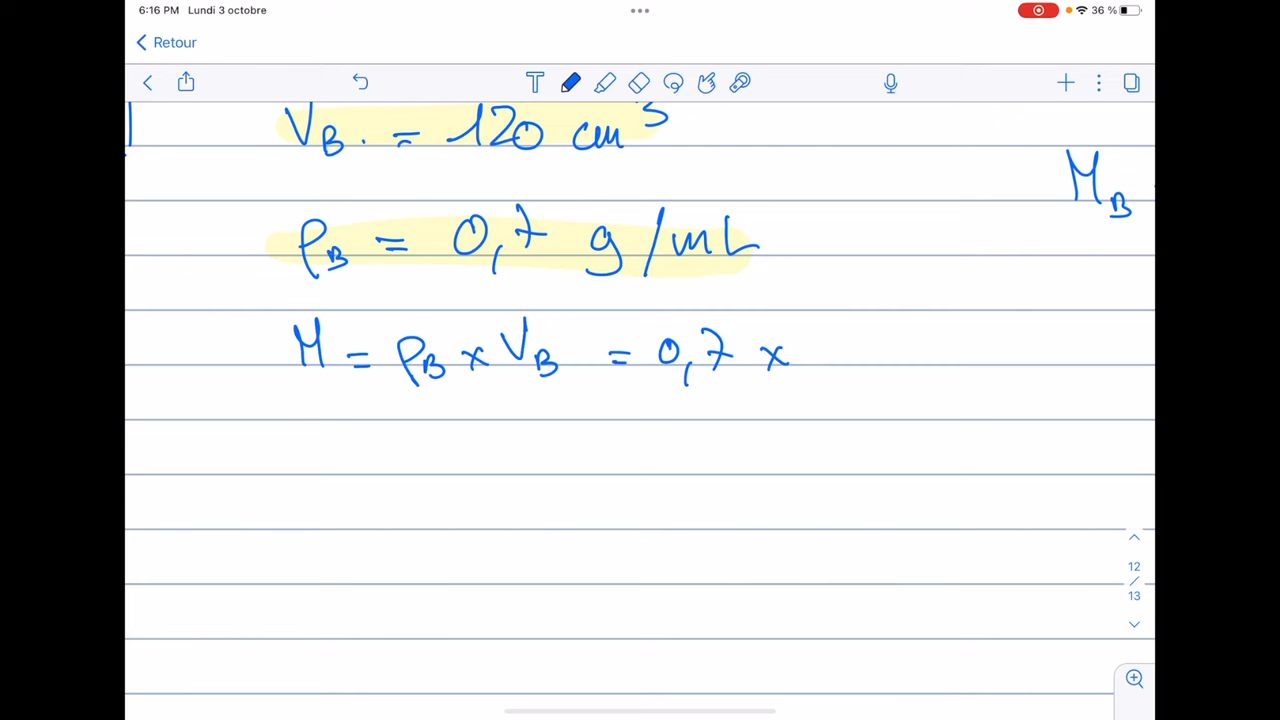 6:16 PM Lundi 3 octobre
36 %
Retour
V_B. = 120 cm³
M_B
ρ_B = 0,7 g/mL
M = ρ_B × V_B = 0,7 ×
12
/
13